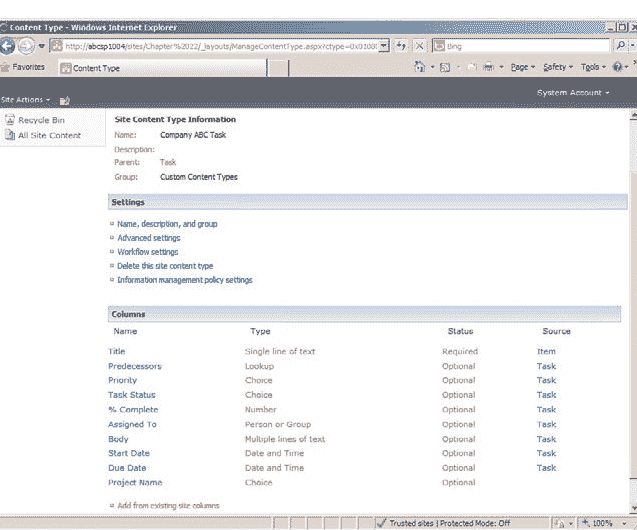 Content Type - Windows Internet Explorer
http://abcsp1004/sites/Chapter%2022/_layouts/ManageContentType.aspx?ctype=0x0108
Bing
Favorites Content Type Page Safety Tools
Site Actions System Account
Recycle Bin
All Site Content
Site Content Type Information
Name: Company ABC Task
Description:
Parent: Task
Group: Custom Content Types
Settings
Name, description, and group
Advanced settings
Workflow settings
Delete this site content type
Information management policy settings
Columns
Name Type Status Source
Title Single line of text Required Item
Predecessors Lookup Optional Task
Priority Choice Optional Task
Task Status Choice Optional Task
% Complete Number Optional Task
Assigned To Person or Group Optional Task
Body Multiple lines of text Optional Task
Start Date Date and Time Optional Task
Due Date Date and Time Optional Task
Project Name Choice Optional
Add from existing site columns
Trusted sites | Protected Mode: Off 100%